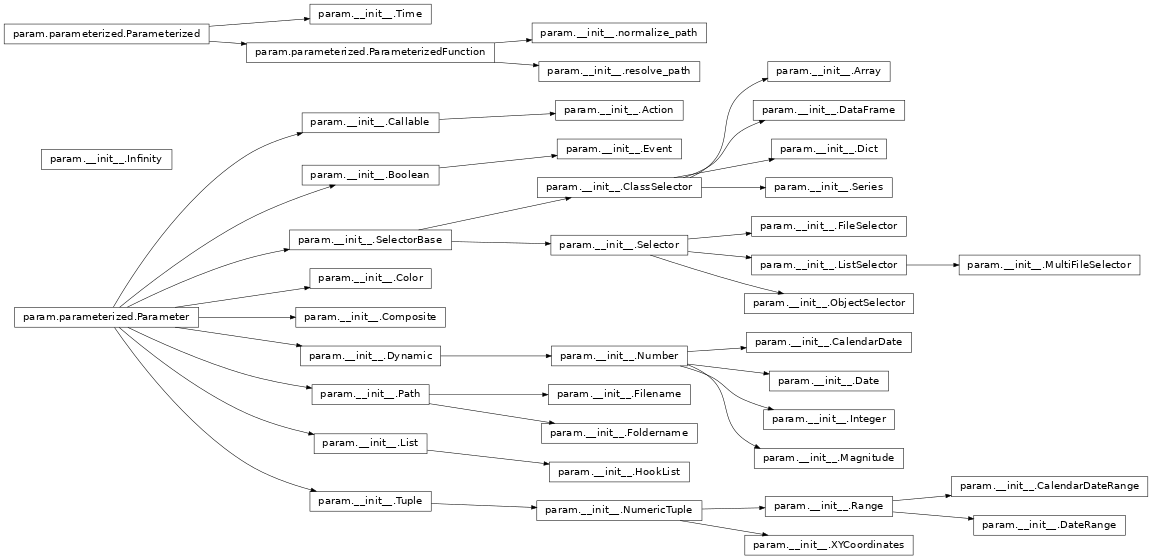 param.__init__.Time
param.parameterized.Parameterized
param.__init__.normalize_path
param.parameterized.ParameterizedFunction
param.__init__.resolve_path
param.__init__.Array
param.__init__.Action
param.__init__.DataFrame
param.__init__.Callable
param.__init__.Event
param.__init__.Dict
param.__init__.Infinity
param.__init__.Boolean
param.__init__.ClassSelector
param.__init__.Series
param.__init__.FileSelector
param.__init__.SelectorBase
param.__init__.Selector
param.__init__.ListSelector
param.__init__.MultiFileSelector
param.__init__.Color
param.__init__.ObjectSelector
param.parameterized.Parameter
param.__init__.Composite
param.__init__.CalendarDate
param.__init__.Dynamic
param.__init__.Number
param.__init__.Date
param.__init__.Path
param.__init__.Filename
param.__init__.Integer
param.__init__.Foldername
param.__init__.List
param.__init__.Magnitude
param.__init__.HookList
param.__init__.CalendarDateRange
param.__init__.Tuple
param.__init__.NumericTuple
param.__init__.Range
param.__init__.DateRange
param.__init__.XYCoordinates